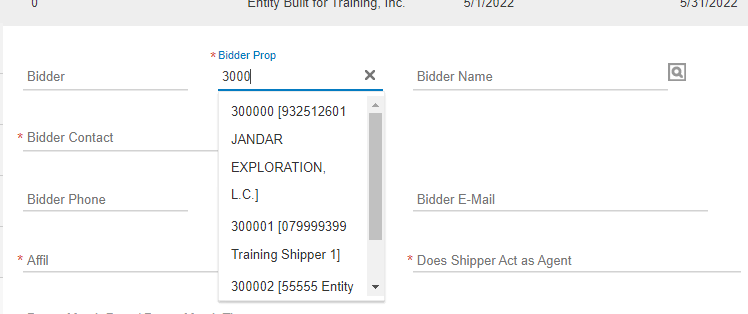 0 Entity Built for Training, Inc. 5/1/2022 5/31/2022
* Bidder Prop
Bidder 3000 Bidder Name
300000 [932512601
JANDAR
EXPLORATION,
L.C.]
* Bidder Contact
Bidder Phone Bidder E-Mail
300001 [079999399
Training Shipper 1]
* Affil * Does Shipper Act as Agent
300002 [55555 Entity